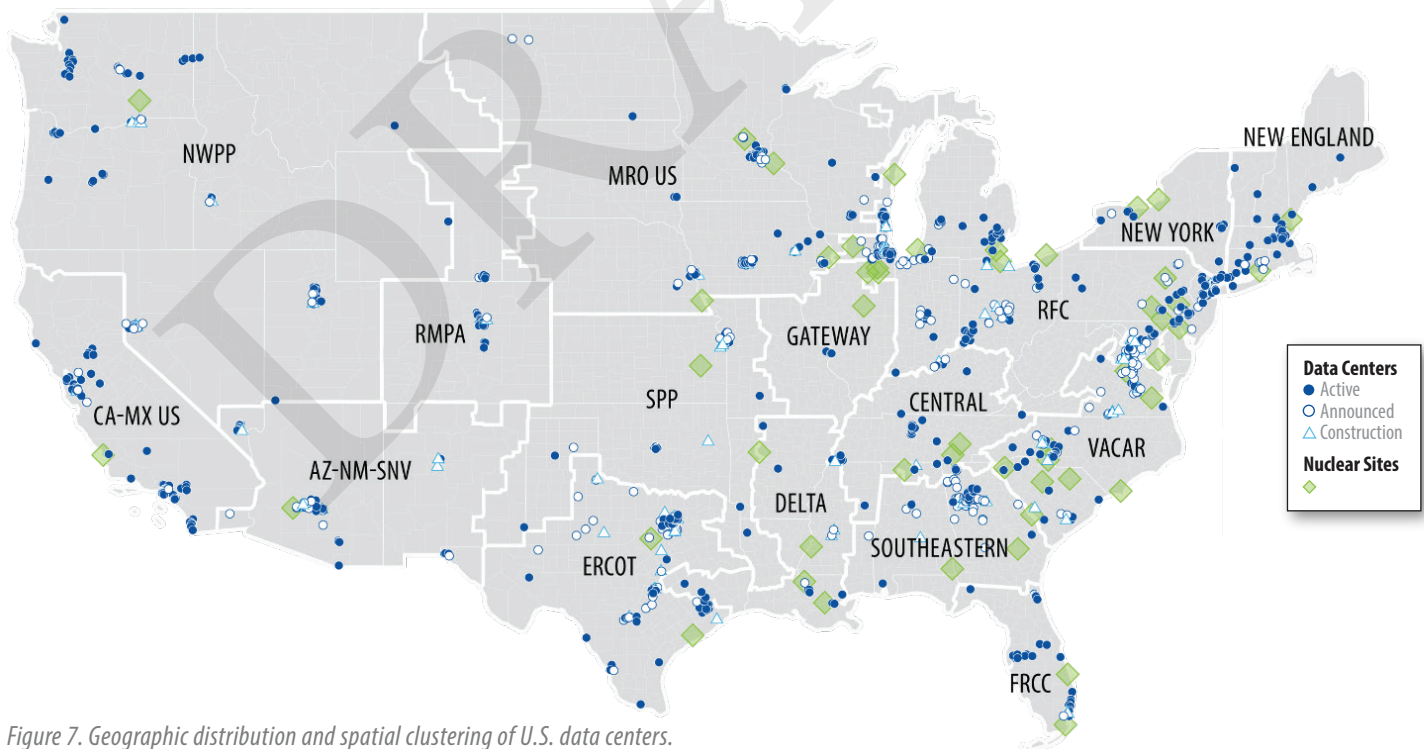 DRA
NEW ENGLAND
NWPP
MRO US
NEW YORK
RFC
RMPA
GATEWAY
SPP
CENTRAL
CA-MX US
VACAR
AZ-NM-SNV
DELTA
SOUTHEASTERN
ERCOT
FRCC
Data Centers
Active
Announced
Construction
Nuclear Sites
Figure 7. Geographic distribution and spatial clustering of U.S. data centers.